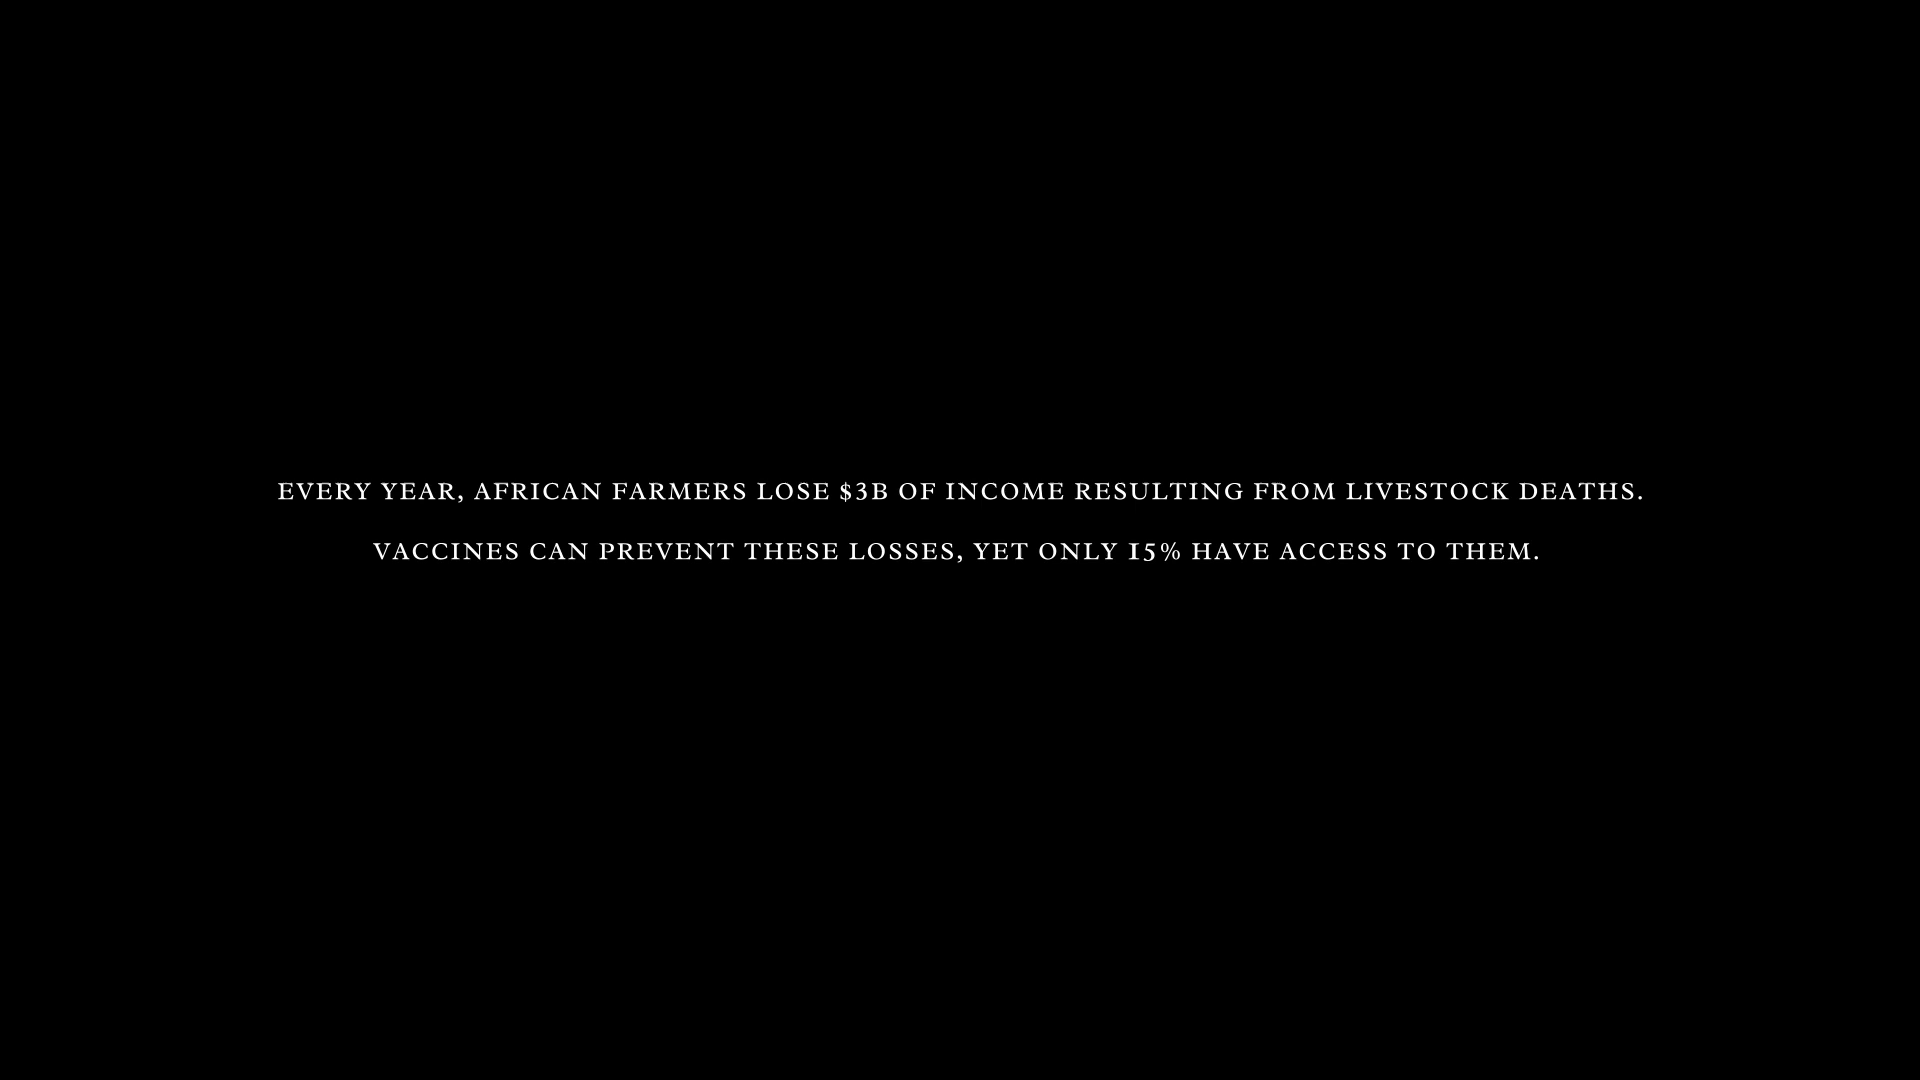 EVERY YEAR, AFRICAN FARMERS LOSE $3B OF INCOME RESULTING FROM LIVESTOCK DEATHS.
VACCINES CAN PREVENT THESE LOSSES, YET ONLY 15% HAVE ACCESS TO THEM.